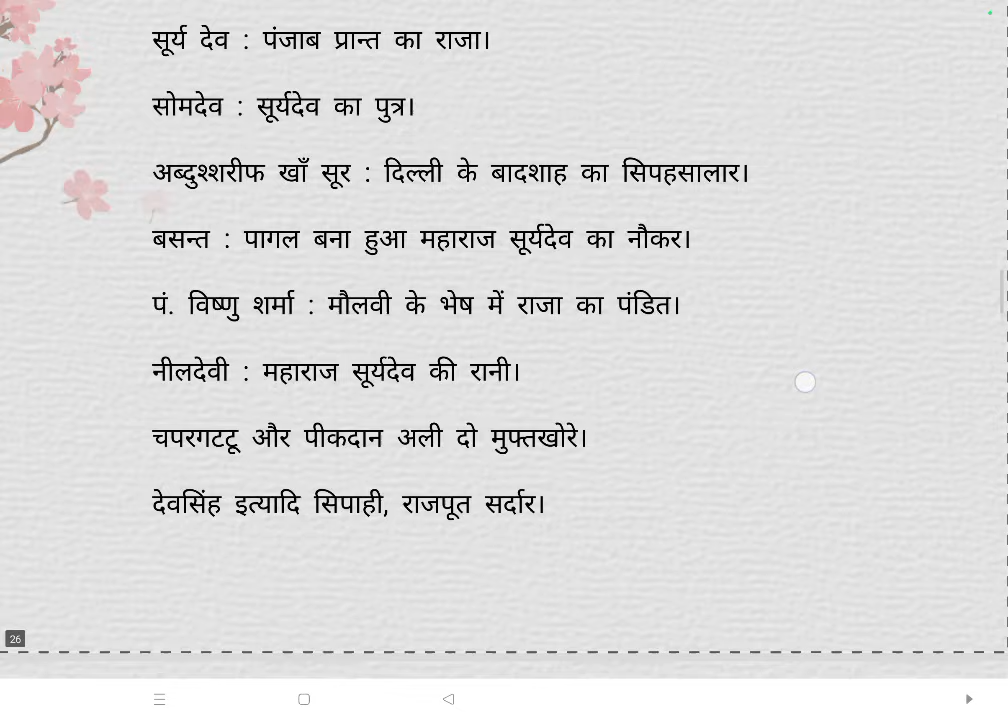 सूर्य देव : पंजाब प्रान्त का राजा।
सोमदेव : सूर्यदेव का पुत्र।
अब्दुश्शरीफ खाँ सूर : दिल्ली के बादशाह का सिपहसालार।
बसन्त : पागल बना हुआ महाराज सूर्यदेव का नौकर।
पं. विष्णु शर्मा : मौलवी के भेष में राजा का पंडित।
नीलदेवी : महाराज सूर्यदेव की रानी।
चपरगटटू और पीकदान अली दो मुफ्तखोरे।
देवसिंह इत्यादि सिपाही, राजपूत सर्दार।
26